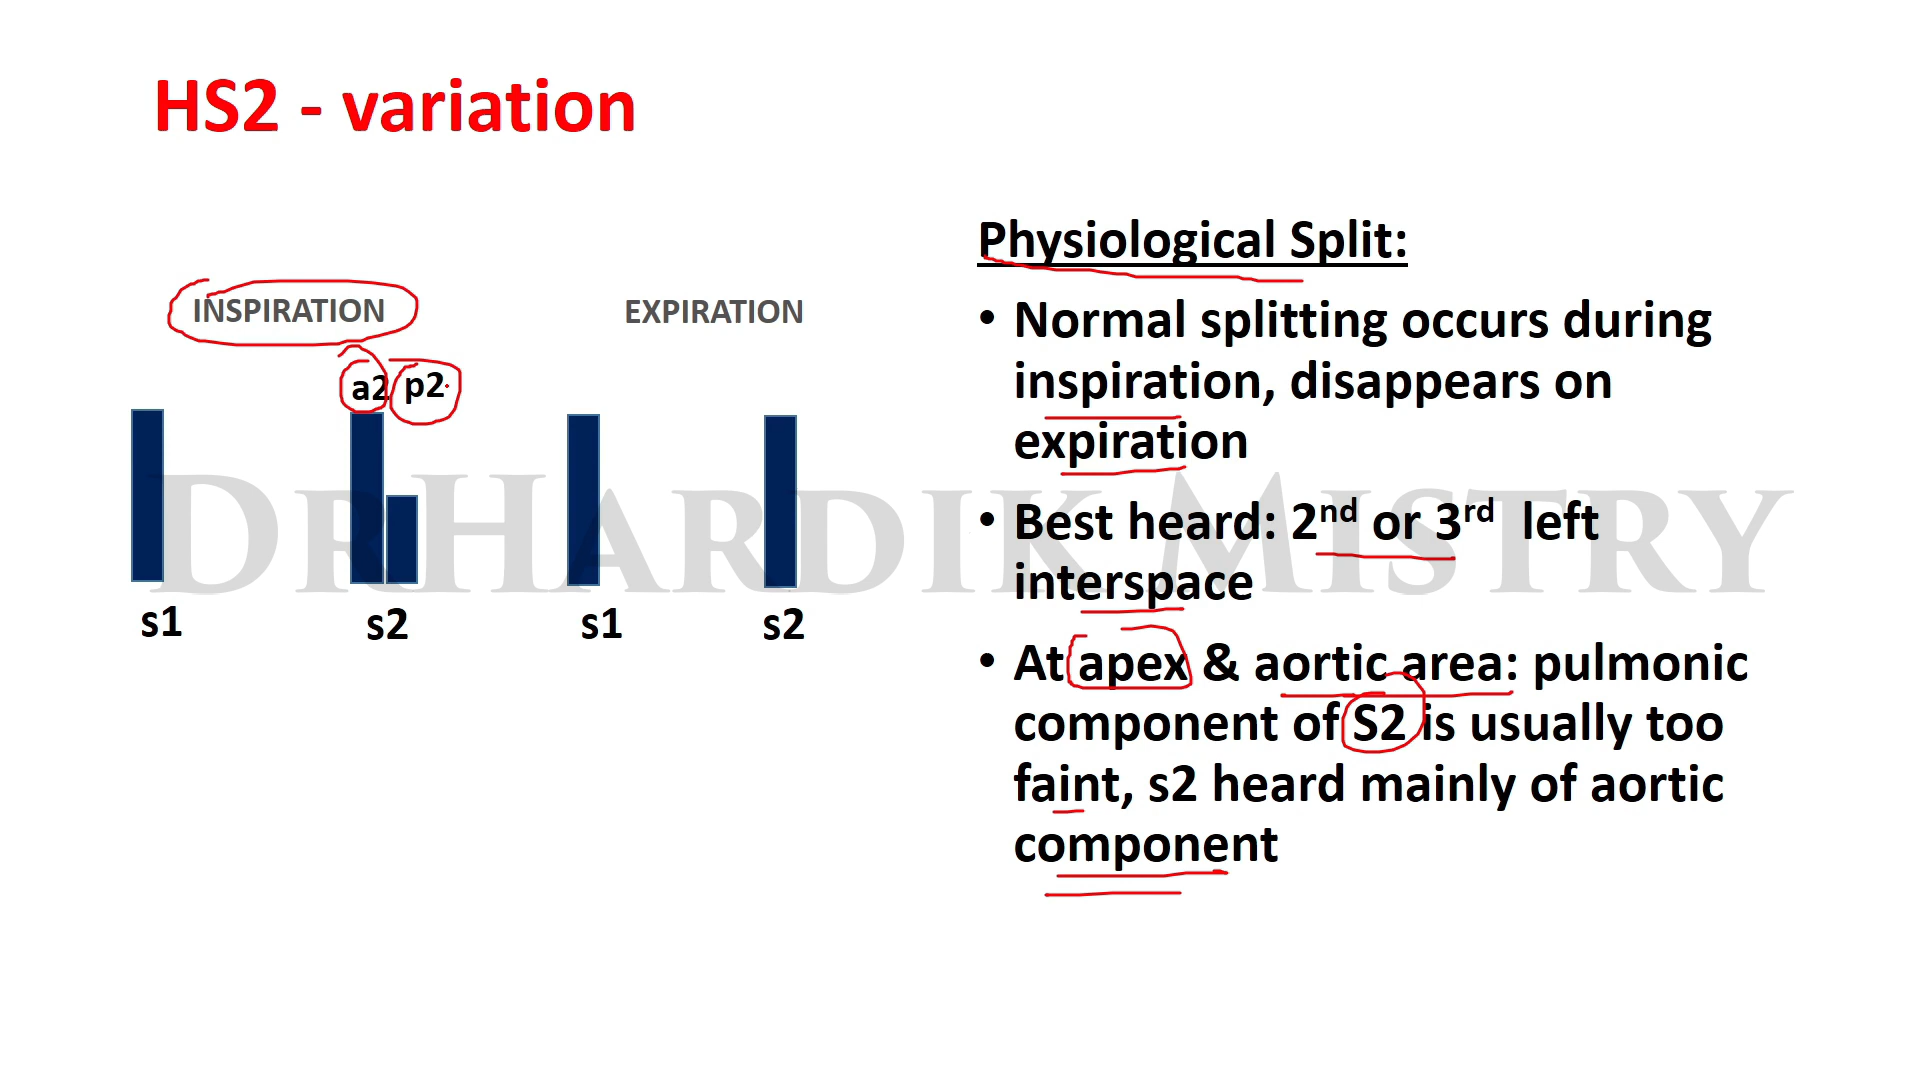 HS2 - variation
INSPIRATION
EXPIRATION
a2 p2
s1
s2
s1
s2
Physiological Split:
• Normal splitting occurs during
inspiration, disappears on
expiration
• Best heard: 2nd or 3rd left
interspace
• At apex & aortic area: pulmonic
component of S2 is usually too
faint, s2 heard mainly of aortic
component
DRHARDIK MISTRY